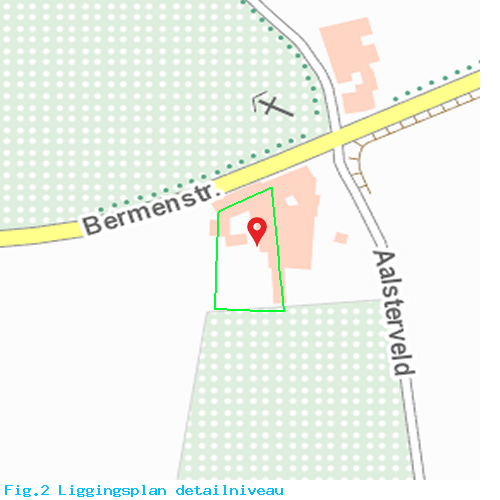 Bermenstr.
Aalsterveld
Fig.2 Liggingsplan detailniveau